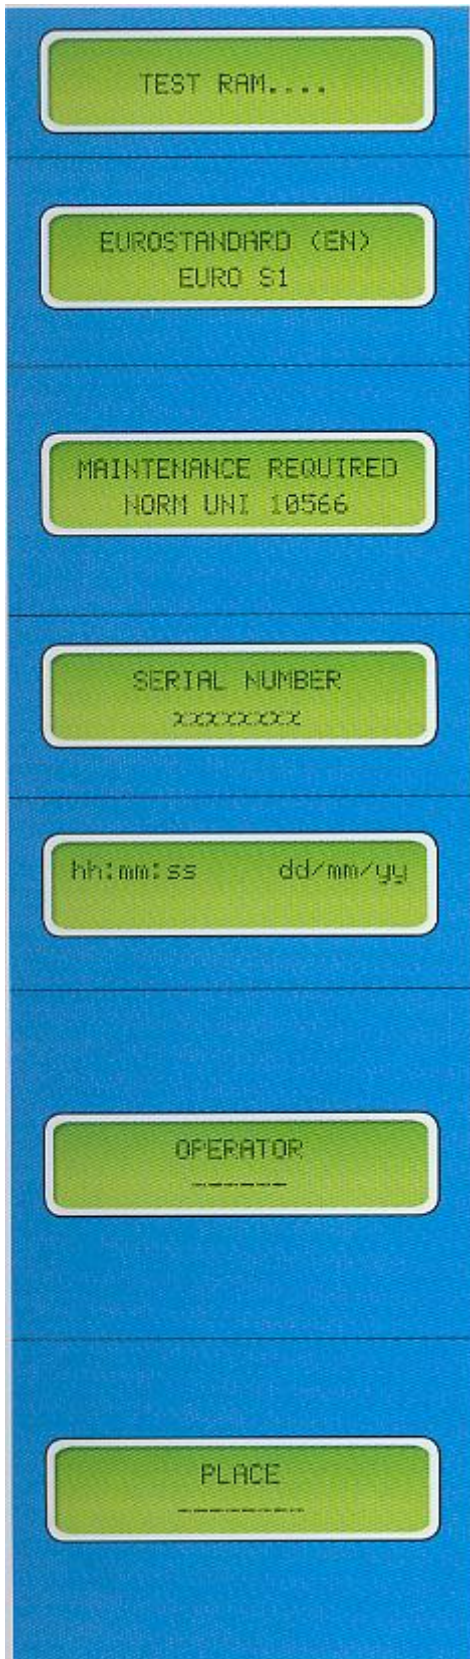 TEST RAM....
EUROSTANDARD (EN)
EURO S1
MAINTENANCE REQUIRED
NORM UNI 10566
SERIAL NUMBER
xxxxxxxx
hh:mm:ss dd/mm/yy
OPERATOR
------
PLACE
--------